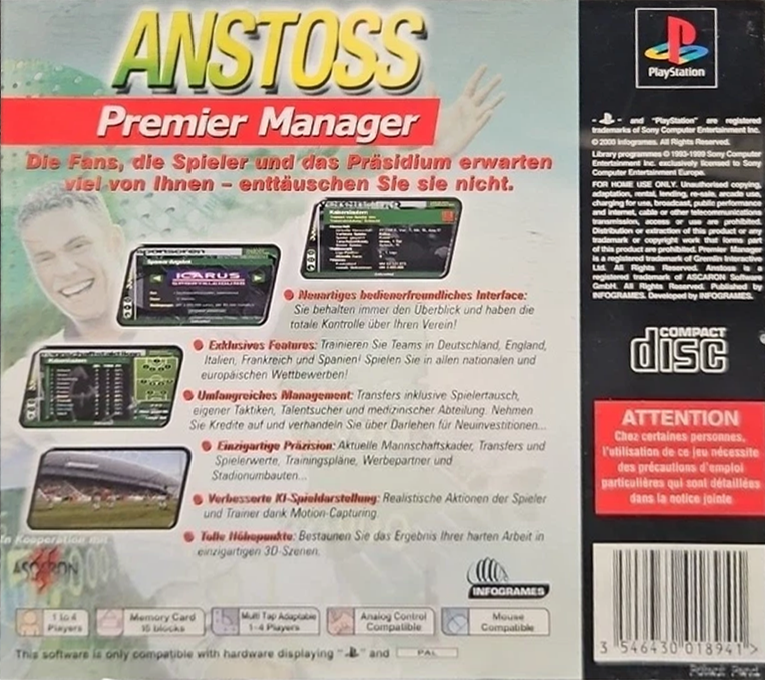 ANSTOSS
Premier Manager
Die Fans, die Spieler und das Präsidium erwarten
viel von Ihnen – enttäuschen Sie sie nicht.
ICARUS
Neuartiges bedienerfreundliches Interface:
Sie behalten immer den Überblick und haben die
totale Kontrolle über Ihren Verein!
Exklusives Features: Trainieren Sie Teams in Deutschland, England,
Italien, Frankreich und Spanien! Spielen Sie in allen nationalen und
europäischen Wettbewerben!
Umfangreiches Management: Transfers inklusive Spielertausch,
eigener Taktiken, Talentsucher und medizinischer Abteilung. Nehmen
Sie Kredite auf und verhandeln Sie über Darlehen für Neuinvestitionen...
Einzigartige Präzision: Aktuelle Mannschaftskader, Transfers und
Spielerwerte, Trainingspläne, Werbepartner und
Stadionumbauten...
Verbesserte KI-Spieldarstellung: Realistische Aktionen der Spieler
und Trainer dank Motion-Capturing
Tolle Höhepunkte: Bestaunen Sie das Ergebnis Ihrer harten Arbeit in
einzigartigen 3D-Szenen.
In Kooperation mit
ASCARON
INFOGRAMES
1 to 4
Players
Memory Card
15 blocks
Multi Tap Adaptable
1-4 Players
Analog Control
Compatible
Mouse
Compatible
This software is only compatible with hardware displaying " " and PAL
PlayStation
" " and "PlayStation" are registered
trademarks of Sony Computer Entertainment Inc.
© 2000 Infogrames. All Rights Reserved.
Library programmes © 1993-1999 Sony Computer
Entertainment Inc. exclusively licensed to Sony
Computer Entertainment Europe.
FOR HOME USE ONLY. Unauthorised copying,
adaptation, rental, lending, re-sale, arcade use,
charging for use, broadcast, public performance
and internet, cable or other telecommunications
transmission, access or use are prohibited.
Distribution or extraction of this product or any
trademark or copyright work that forms part
of this product are prohibited. Premier Manager
is a registered trademark of Gremlin Interactive
Ltd. All Rights Reserved. Anstoss is a
registered trademark of ASCARON Software
GmbH. All Rights Reserved. Published by
INFOGRAMES. Developed by INFOGRAMES.
COMPACT
disc
ATTENTION
Chez certaines personnes,
l'utilisation de ce jeu nécessite
des précautions d'emploi
particulières qui sont détaillées
dans la notice jointe
3 546430 018941 >